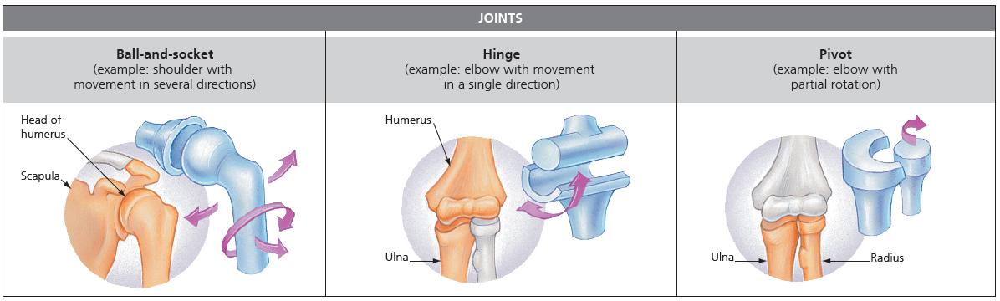 JOINTS
Ball-and-socket
(example: shoulder with
movement in several directions)
Head of
humerus
Scapula
Hinge
(example: elbow with movement
in a single direction)
Humerus
Ulna
Pivot
(example: elbow with
partial rotation)
Ulna
Radius